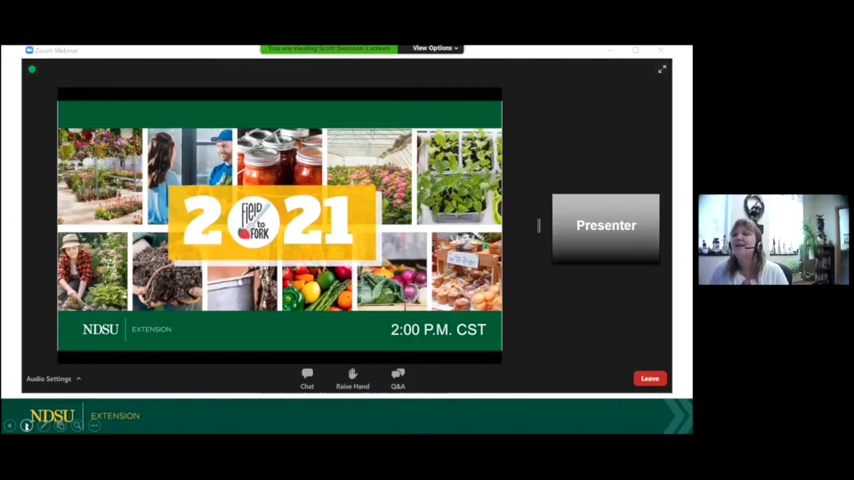 Zoom Webinar
You are viewing Scott Swanson's screen
View Options
2021
FIELD
to
FORK
Presenter
NDSU
EXTENSION
2:00 P.M. CST
Audio Settings
Chat
Raise Hand
Q&A
Leave
NDSU
EXTENSION